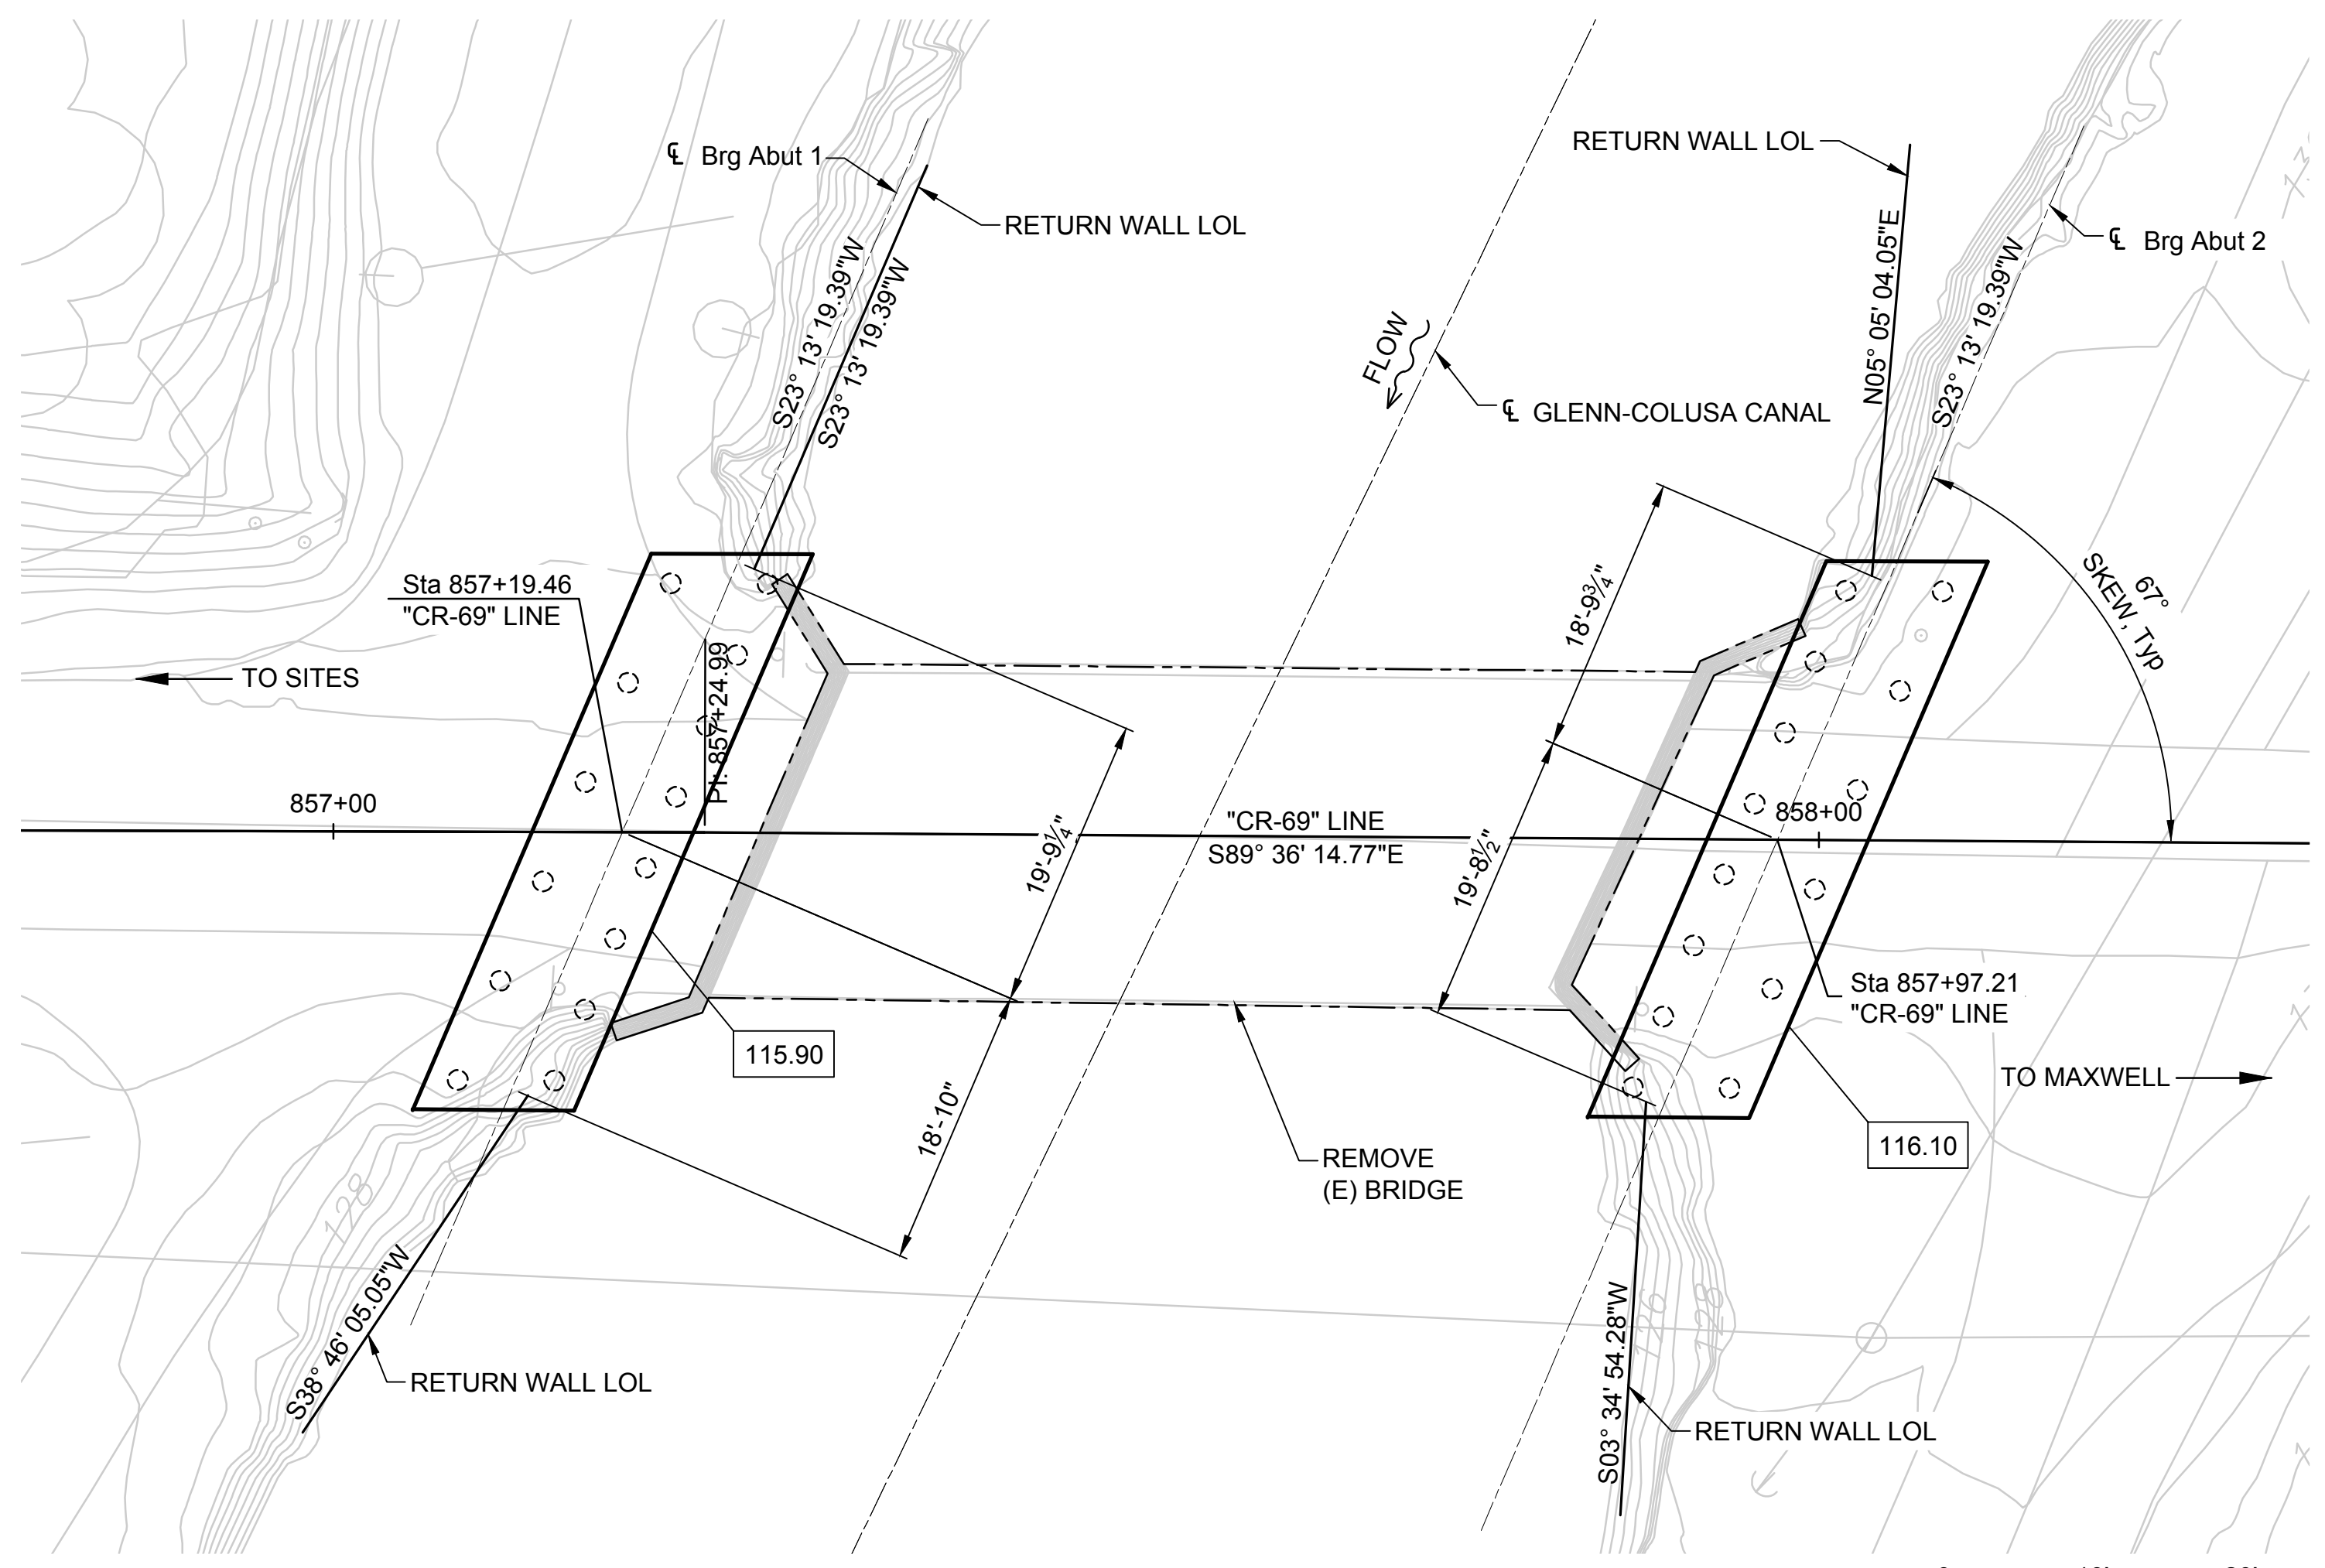 ℄ Brg Abut 1
RETURN WALL LOL
RETURN WALL LOL
℄ Brg Abut 2
S23° 13' 19.39"W
S23° 13' 19.39"W
N05° 05' 04.05"E
S23° 13' 19.39"W
FLOW
℄ GLENN-COLUSA CANAL
Sta 857+19.46
"CR-69" LINE
18'-9¾"
67°
SKEW, Typ
TO SITES
PI: 857+24.99
857+00
"CR-69" LINE
S89° 36' 14.77"E
858+00
19'-9¼"
19'-8½"
Sta 857+97.21
"CR-69" LINE
115.90
TO MAXWELL
18'-10"
116.10
REMOVE
(E) BRIDGE
128
S38° 46' 05.05"W
RETURN WALL LOL
S03° 34' 54.28"W
RETURN WALL LOL